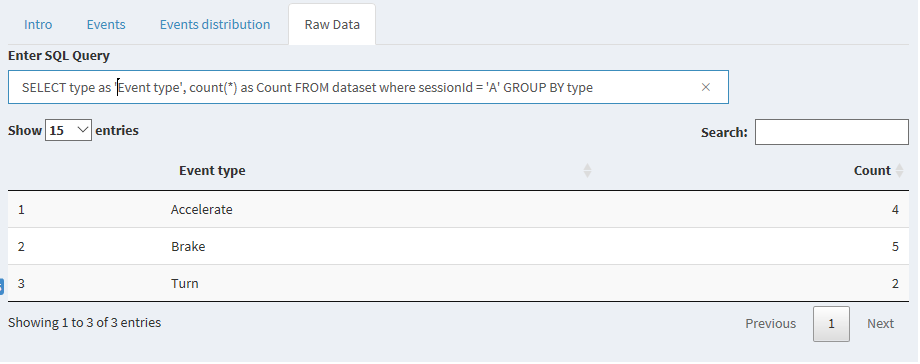 Intro Events Events distribution Raw Data
Enter SQL Query
SELECT type as 'Event type', count(*) as Count FROM dataset where sessionId = 'A' GROUP BY type ×
Show 15 entries Search:
Event type Count
1 Accelerate 4
2 Brake 5
3 Turn 2
Showing 1 to 3 of 3 entries Previous 1 Next